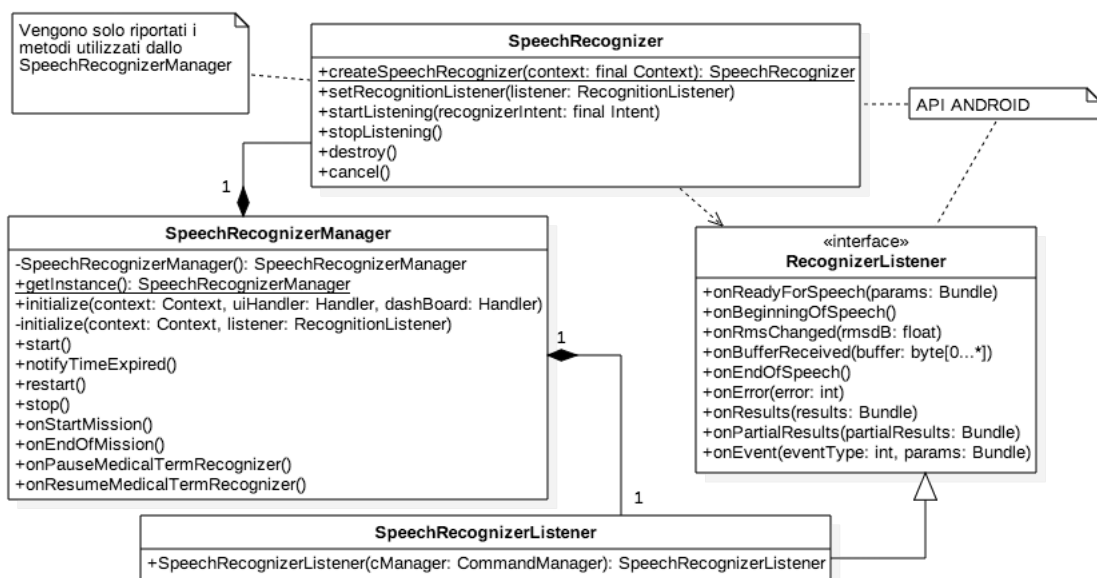 Vengono solo riportati i
metodi utilizzati dallo
SpeechRecognizerManager
SpeechRecognizer
+createSpeechRecognizer(context: final Context): SpeechRecognizer
+setRecognitionListener(listener: RecognitionListener)
+startListening(recognizerIntent: final Intent)
+stopListening()
+destroy()
+cancel()
API ANDROID
1
SpeechRecognizerManager
-SpeechRecognizerManager(): SpeechRecognizerManager
+getInstance(): SpeechRecognizerManager
+initialize(context: Context, uiHandler: Handler, dashBoard: Handler)
-initialize(context: Context, listener: RecognitionListener)
+start()
+notifyTimeExpired()
+restart()
+stop()
+onStartMission()
+onEndOfMission()
+onPauseMedicalTermRecognizer()
+onResumeMedicalTermRecognizer()
1
«interface»
RecognizerListener
+onReadyForSpeech(params: Bundle)
+onBeginningOfSpeech()
+onRmsChanged(rmsdB: float)
+onBufferReceived(buffer: byte[0...*])
+onEndOfSpeech()
+onError(error: int)
+onResults(results: Bundle)
+onPartialResults(partialResults: Bundle)
+onEvent(eventType: int, params: Bundle)
1
SpeechRecognizerListener
+SpeechRecognizerListener(cManager: CommandManager): SpeechRecognizerListener